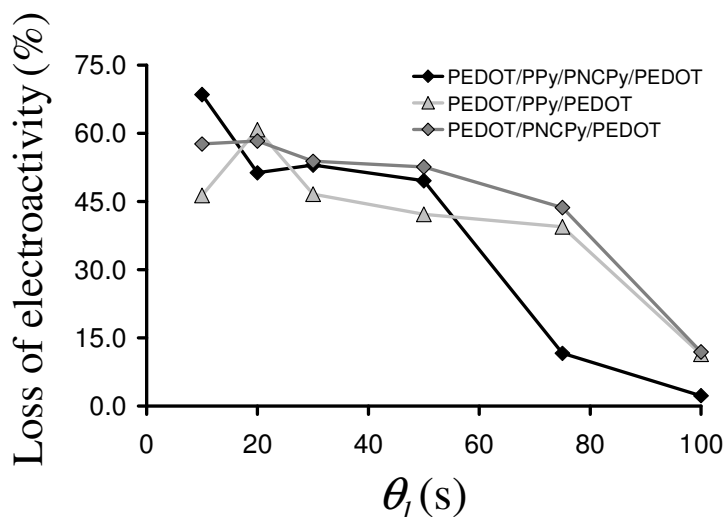 Loss of electroactivity (%)
75.0
60.0
45.0
30.0
15.0
0.0
PEDOT/PPy/PNCPy/PEDOT
PEDOT/PPy/PEDOT
PEDOT/PNCPy/PEDOT
0 20 40 60 80 100
θl (s)